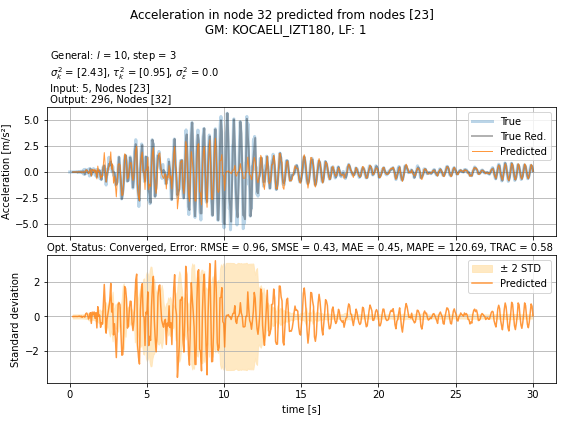 Acceleration in node 32 predicted from nodes [23]
GM: KOCAELI_IZT180, LF: 1
General: l = 10, step = 3
σ²ₖ = [2.43], τ²ₖ = [0.95], σ²ε = 0.0
Input: 5, Nodes [23]
Output: 296, Nodes [32]
Acceleration [m/s²]
5.0
2.5
0.0
−2.5
−5.0
True
True Red.
Predicted
Opt. Status: Converged, Error: RMSE = 0.96, SMSE = 0.43, MAE = 0.45, MAPE = 120.69, TRAC = 0.58
Standard deviation
2
0
−2
± 2 STD
Predicted
0 5 10 15 20 25 30
time [s]